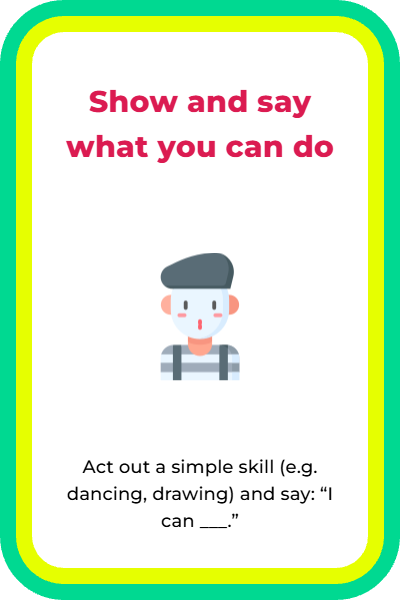 Show and say
what you can do
Act out a simple skill (e.g.
dancing, drawing) and say: “I
can ___.”